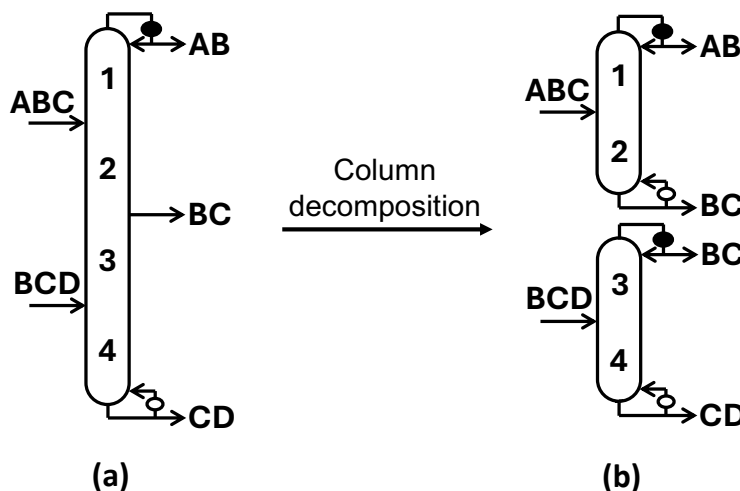 AB
1
ABC
2
BC
3
BCD
4
CD
(a)
Column
decomposition
AB
1
ABC
2
BC
BC
3
BCD
4
CD
(b)